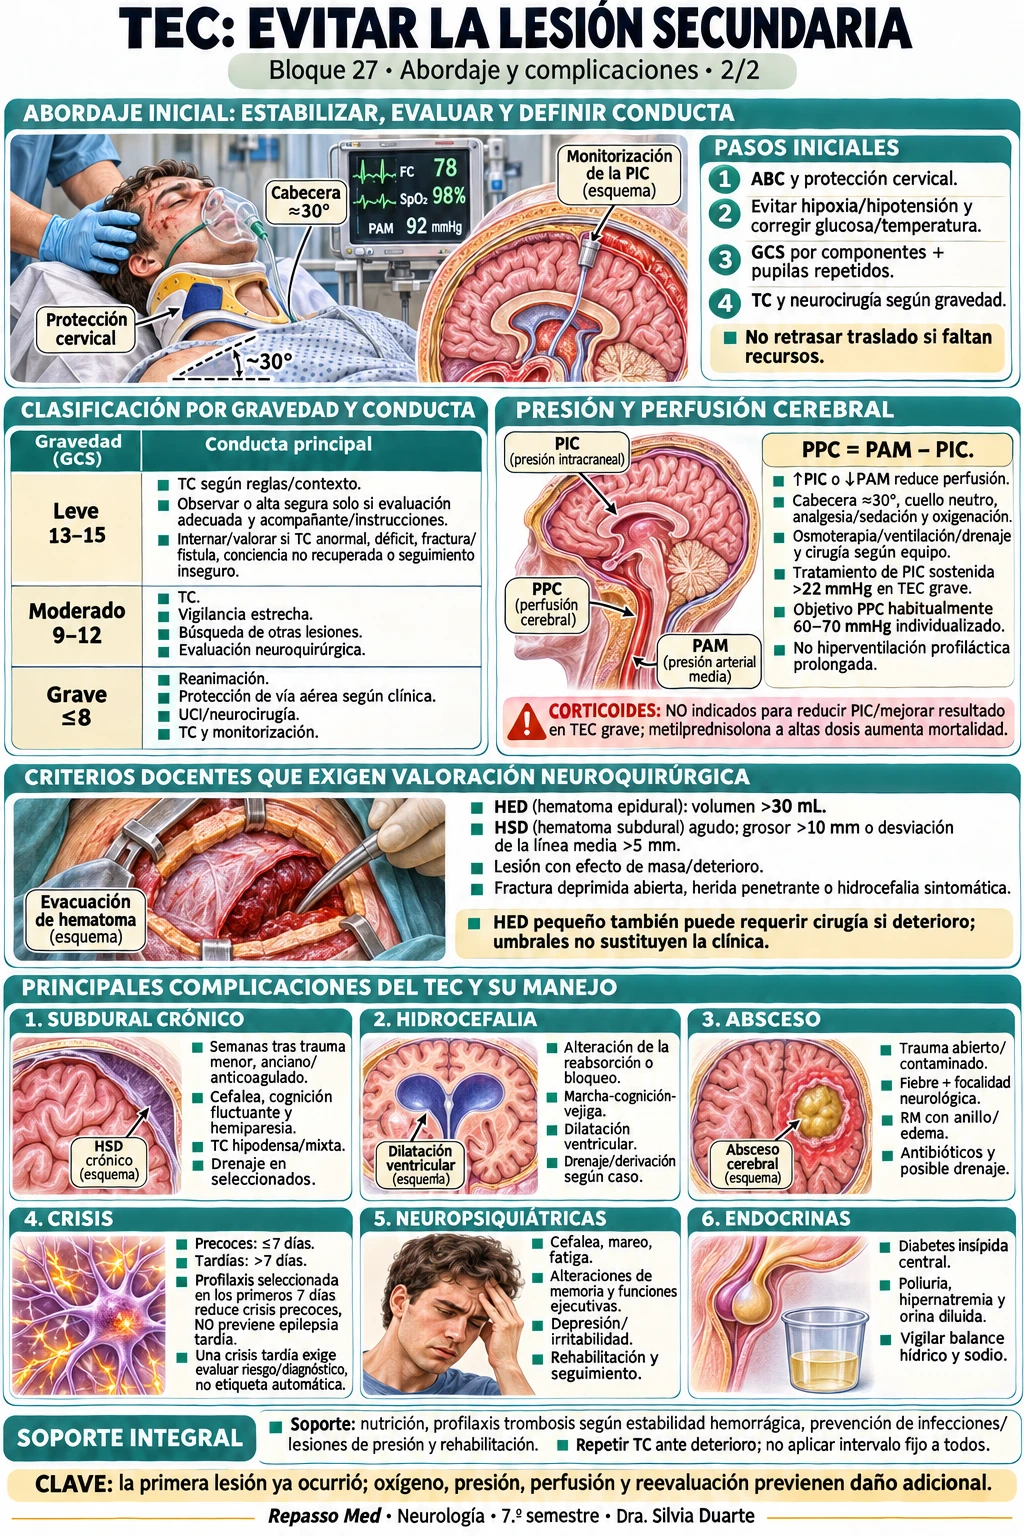 TEC: EVITAR LA LESIÓN SECUNDARIA
Bloque 27 • Abordaje y complicaciones • 2/2
ABORDAJE INICIAL: ESTABILIZAR, EVALUAR Y DEFINIR CONDUCTA
Cabecera
≈30°
Protección
cervical
~30°
FC 78
SpO₂ 98%
PAM 92 mmHg
Monitorización
de la PIC
(esquema)
PASOS INICIALES
1 ABC y protección cervical.
2 Evitar hipoxia/hipotensión y
corregir glucosa/temperatura.
3 GCS por componentes +
pupilas repetidos.
4 TC y neurocirugía según gravedad.
No retrasar traslado si faltan
recursos.
CLASIFICACIÓN POR GRAVEDAD Y CONDUCTA
Gravedad
(GCS)
Conducta principal
Leve
13–15
TC según reglas/contexto.
Observar o alta segura solo si evaluación
adecuada y acompañante/instrucciones.
Internar/valorar si TC anormal, déficit, fractura/
fistula, conciencia no recuperada o seguimiento
inseguro.
Moderado
9–12
TC.
Vigilancia estrecha.
Búsqueda de otras lesiones.
Evaluación neuroquirúrgica.
Grave
≤8
Reanimación.
Protección de vía aérea según clínica.
UCI/neurocirugía.
TC y monitorización.
PRESIÓN Y PERFUSIÓN CEREBRAL
PIC
(presión intracraneal)
PPC
(perfusión
cerebral)
PAM
(presión arterial
media)
PPC = PAM – PIC.
↑PIC o ↓PAM reduce perfusión.
Cabecera ≈30°, cuello neutro,
analgesia/sedación y oxigenación.
Osmoterapia/ventilación/drenaje
y cirugía según equipo.
Tratamiento de PIC sostenida
>22 mmHg en TEC grave.
Objetivo PPC habitualmente
60–70 mmHg individualizado.
No hiperventilación profiláctica
prolongada.
CORTICOIDES: NO indicados para reducir PIC/mejorar resultado
en TEC grave; metilprednisolona a altas dosis aumenta mortalidad.
CRITERIOS DOCENTES QUE EXIGEN VALORACIÓN NEUROQUIRÚRGICA
Evacuación
de hematoma
(esquema)
HED (hematoma epidural): volumen >30 mL.
HSD (hematoma subdural) agudo; grosor >10 mm o desviación
de la línea media >5 mm.
Lesión con efecto de masa/deterioro.
Fractura deprimida abierta, herida penetrante o hidrocefalia sintomática.
HED pequeño también puede requerir cirugía si deterioro;
umbrales no sustituyen la clínica.
PRINCIPALES COMPLICACIONES DEL TEC Y SU MANEJO
1. SUBDURAL CRÓNICO
HSD
crónico
(esquema)
Semanas tras trauma
menor, anciano/
anticoagulado.
Cefalea, cognición
fluctuante y
hemiparesia.
TC hipodensa/mixta.
Drenaje en
seleccionados.
2. HIDROCEFALIA
Dilatación
ventricular
(esquema)
Alteración de la
reabsorción o
bloqueo.
Marcha-cognición-
vejiga.
Dilatación
ventricular.
Drenaje/derivación
según caso.
3. ABSCESO
Absceso
cerebral
(esquema)
Trauma abierto/
contaminado.
Fiebre + focalidad
neurológica.
RM con anillo/
edema.
Antibióticos y
posible drenaje.
4. CRISIS
Precoces: ≤7 días.
Tardías: >7 días.
Profilaxis seleccionada
en los primeros 7 días
reduce crisis precoces,
NO previene epilepsia
tardía.
Una crisis tardía exige
evaluar riesgo/diagnóstico,
no etiqueta automática.
5. NEUROPSIQUIÁTRICAS
Cefalea, mareo,
fatiga.
Alteraciones de
memoria y funciones
ejecutivas.
Depresión/
irritabilidad.
Rehabilitación y
seguimiento.
6. ENDOCRINAS
Diabetes insípida
central.
Poliuria,
hipernatremia y
orina diluida.
Vigilar balance
hídrico y sodio.
SOPORTE INTEGRAL
Soporte: nutrición, profilaxis trombosis según estabilidad hemorrágica, prevención de infecciones/
lesiones de presión y rehabilitación. Repetir TC ante deterioro; no aplicar intervalo fijo a todos.
CLAVE: la primera lesión ya ocurrió; oxígeno, presión, perfusión y reevaluación previenen daño adicional.
Repasso Med • Neurología • 7.º semestre • Dra. Silvia Duarte